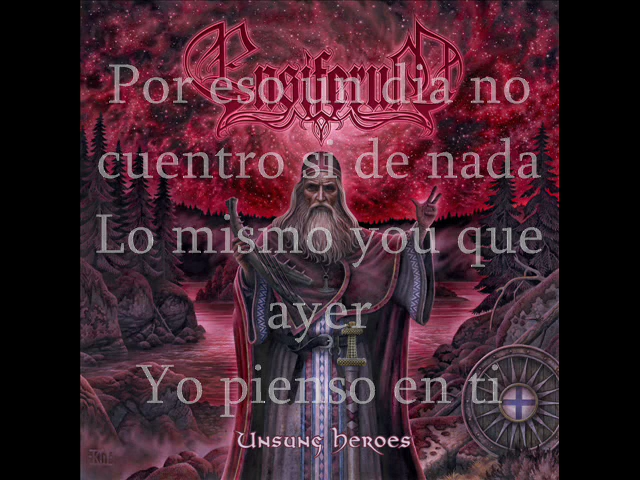 Ensiferum
Por eso un día no
cuentro si de nada
Lo mismo you que
ayer
Yo pienso en ti
Unsung Heroes